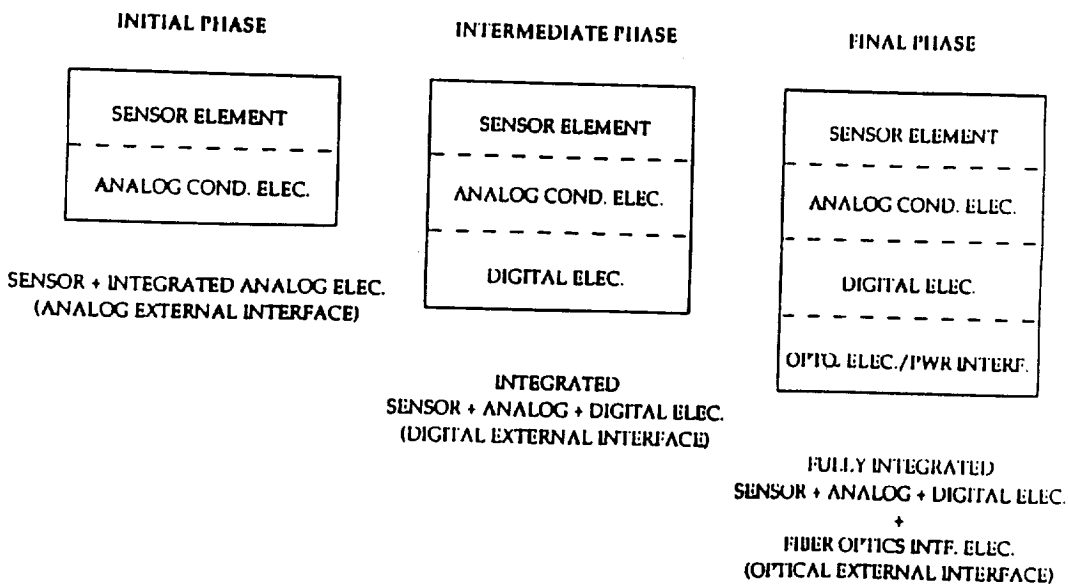 INITIAL PHASE
SENSOR ELEMENT
ANALOG COND. ELEC.
SENSOR + INTEGRATED ANALOG ELEC.
(ANALOG EXTERNAL INTERFACE)
INTERMEDIATE PHASE
SENSOR ELEMENT
ANALOG COND. ELEC.
DIGITAL ELEC.
INTEGRATED
SENSOR + ANALOG + DIGITAL ELEC.
(DIGITAL EXTERNAL INTERFACE)
FINAL PHASE
SENSOR ELEMENT
ANALOG COND. ELEC.
DIGITAL ELEC.
OPTO. ELEC./PWR INTERF.
FULLY INTEGRATED
SENSOR + ANALOG + DIGITAL ELEC.
+
FIBER OPTICS INTF. ELEC.
(OPTICAL EXTERNAL INTERFACE)